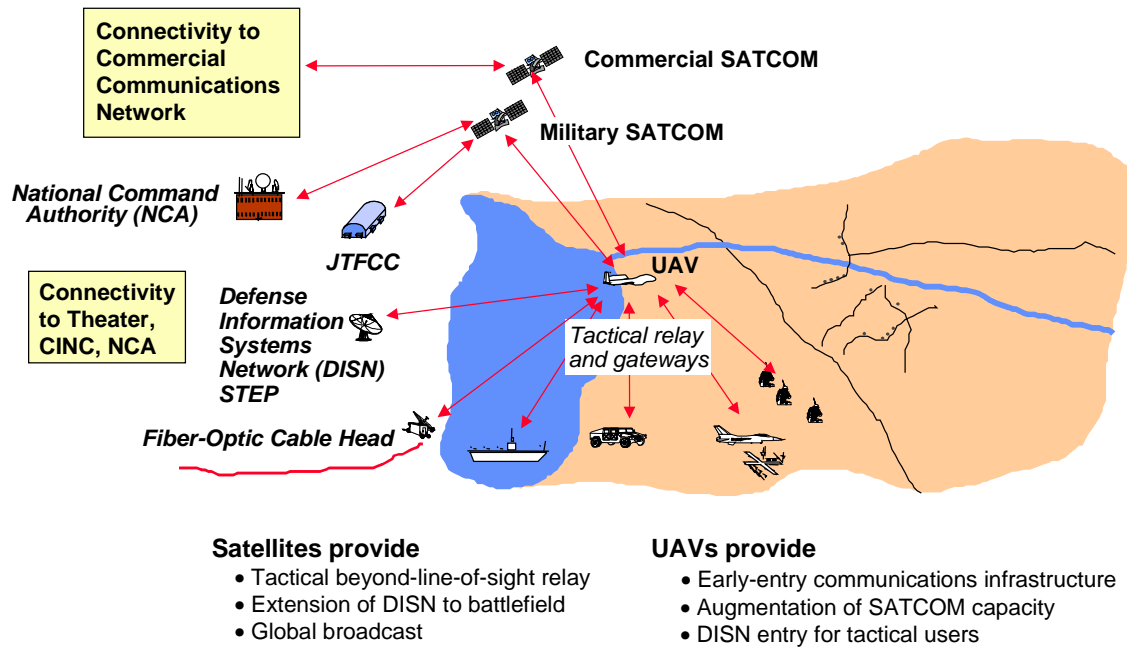 Connectivity to
Commercial
Communications
Network
Commercial SATCOM
Military SATCOM
National Command
Authority (NCA)
JTFCC
UAV
Connectivity
to Theater,
CINC, NCA
Defense
Information
Systems
Network (DISN)
STEP
Tactical relay
and gateways
Fiber-Optic Cable Head
Satellites provide
• Tactical beyond-line-of-sight relay
• Extension of DISN to battlefield
• Global broadcast
UAVs provide
• Early-entry communications infrastructure
• Augmentation of SATCOM capacity
• DISN entry for tactical users